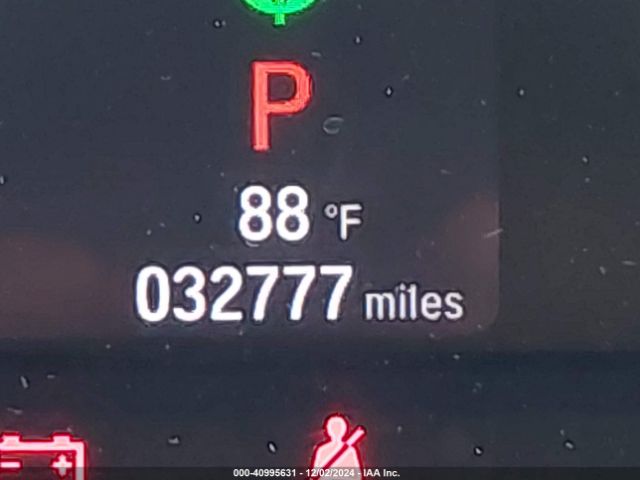 P
88 °F
032777 miles
000-40995631 - 12/02/2024 - IAA Inc.